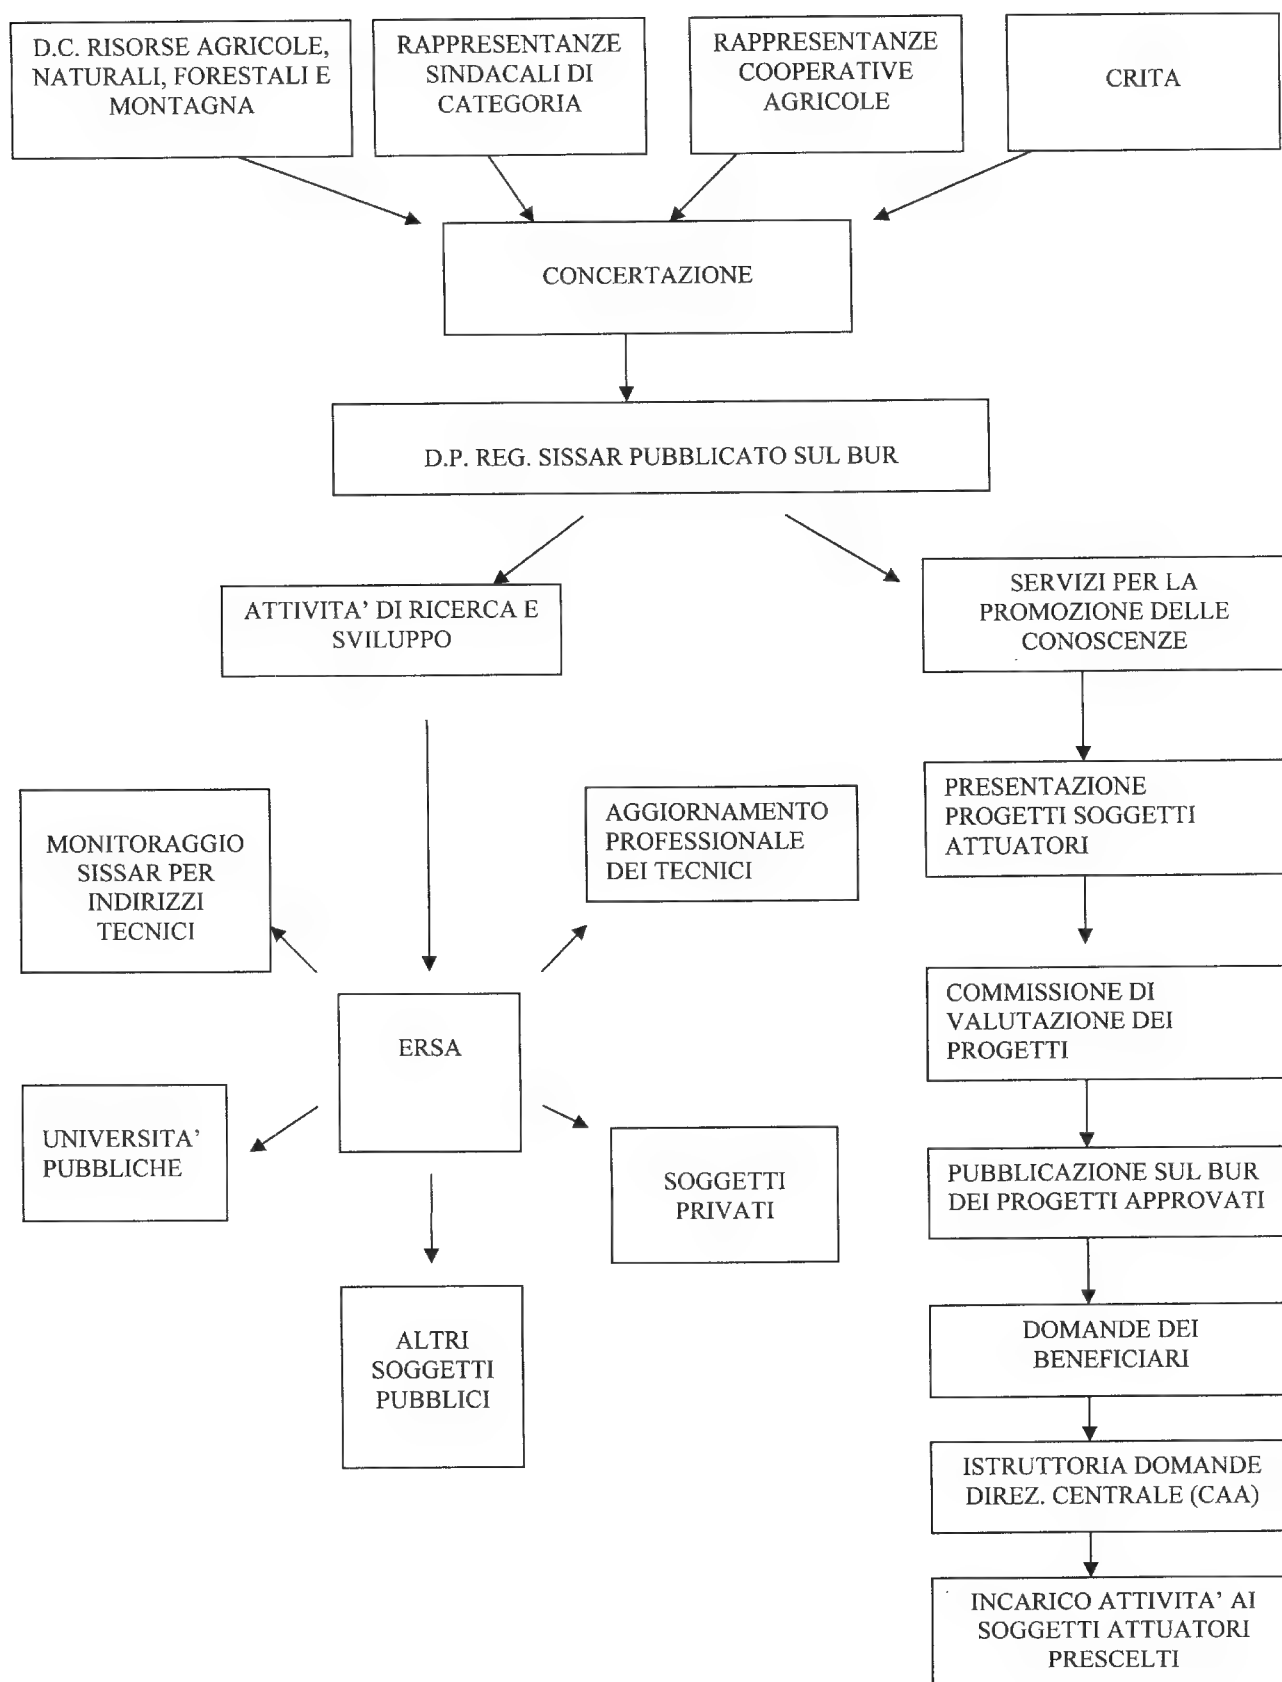 D.C. RISORSE AGRICOLE,
NATURALI, FORESTALI E
MONTAGNA
RAPPRESENTANZE
SINDACALI DI
CATEGORIA
RAPPRESENTANZE
COOPERATIVE
AGRICOLE
CRITA
CONCERTAZIONE
D.P. REG. SISSAR PUBBLICATO SUL BUR
ATTIVITA’ DI RICERCA E
SVILUPPO
SERVIZI PER LA
PROMOZIONE DELLE
CONOSCENZE
MONITORAGGIO
SISSAR PER
INDIRIZZI
TECNICI
AGGIORNAMENTO
PROFESSIONALE
DEI TECNICI
PRESENTAZIONE
PROGETTI SOGGETTI
ATTUATORI
ERSA
COMMISSIONE DI
VALUTAZIONE DEI
PROGETTI
UNIVERSITA’
PUBBLICHE
SOGGETTI
PRIVATI
PUBBLICAZIONE SUL BUR
DEI PROGETTI APPROVATI
ALTRI
SOGGETTI
PUBBLICI
DOMANDE DEI
BENEFICIARI
ISTRUTTORIA DOMANDE
DIREZ. CENTRALE (CAA)
INCARICO ATTIVITA’ AI
SOGGETTI ATTUATORI
PRESCELTI